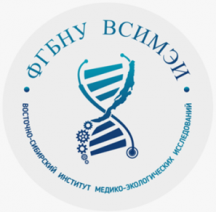 ФГБНУ ВСИМЭИ
ВОСТОЧНО-СИБИРСКИЙ ИНСТИТУТ МЕДИКО-ЭКОЛОГИЧЕСКИХ ИССЛЕДОВАНИЙ